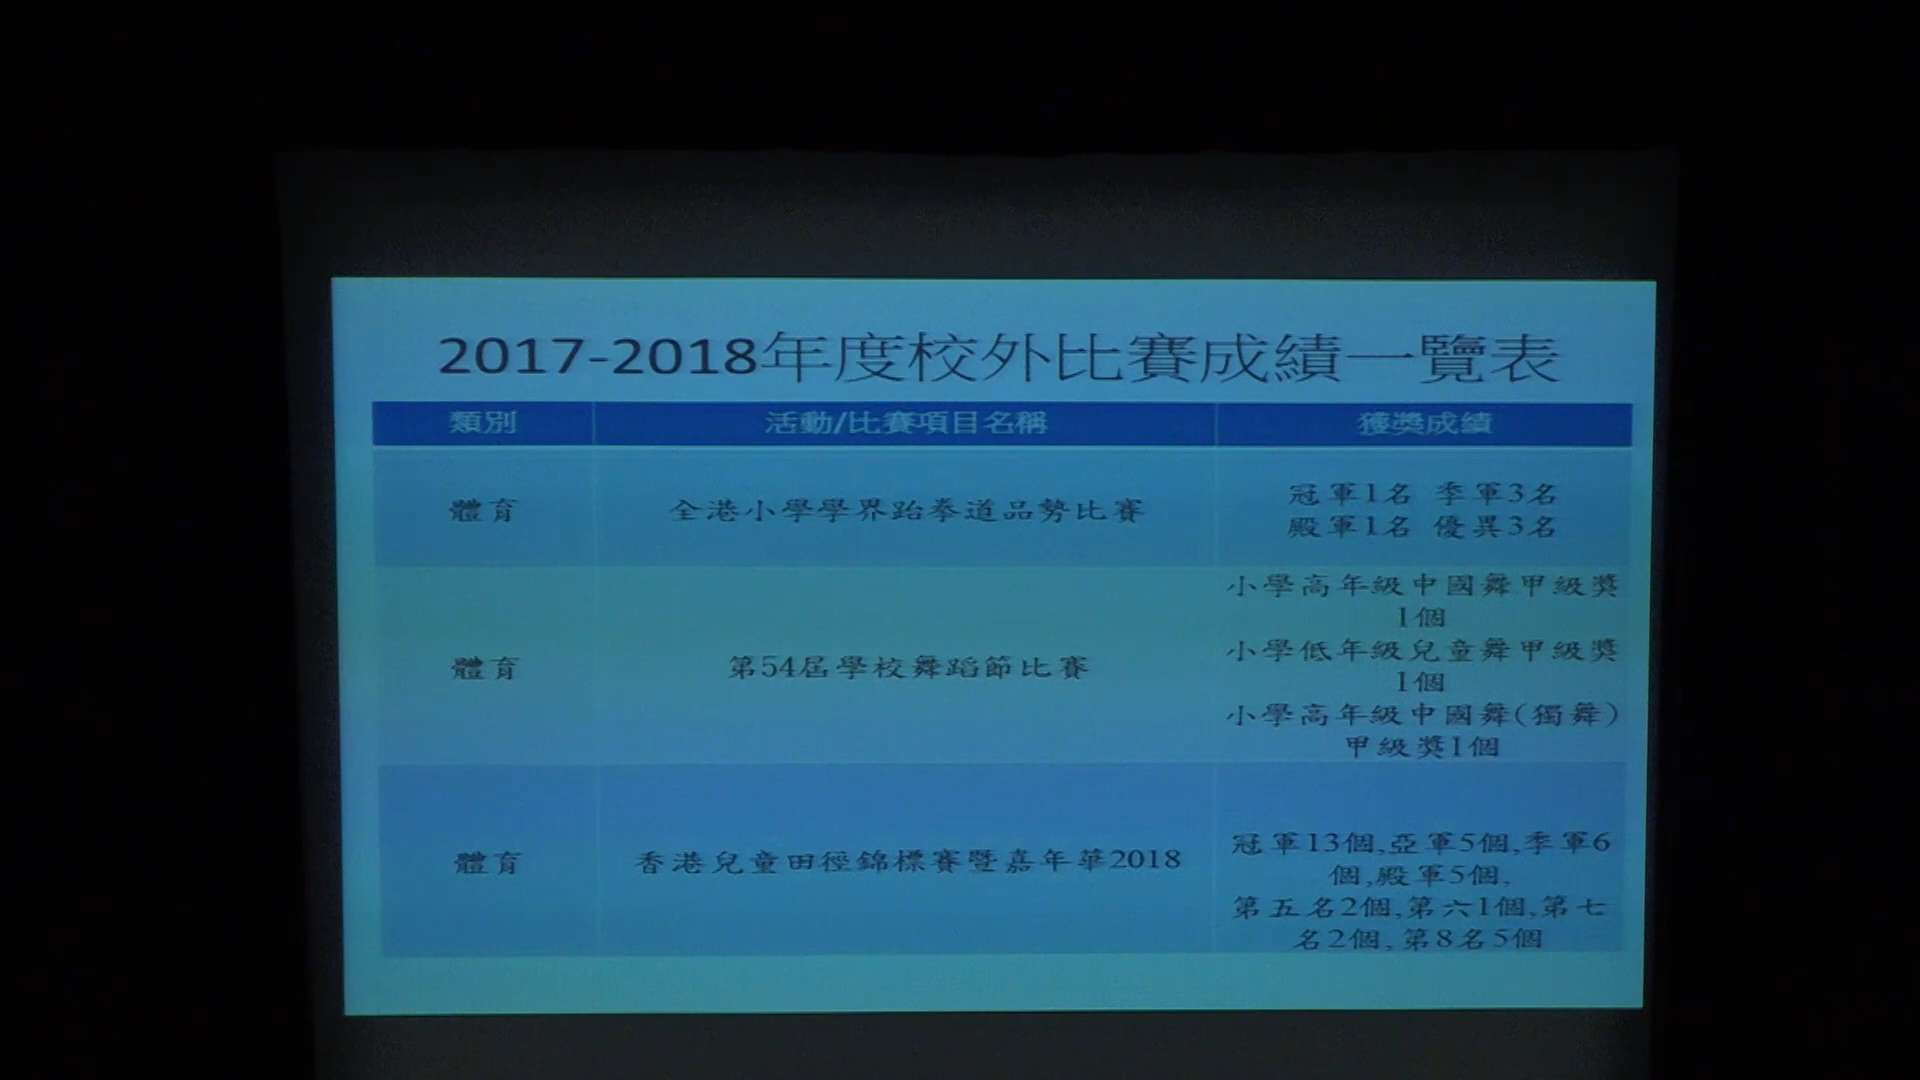 2017-2018年度校外比賽成績一覽表
類別 活動/比賽項目名稱 獲獎成績
體育 全港小學學界跆拳道品勢比賽 冠軍1名 季軍3名
殿軍1名 優異3名
體育 第54屆學校舞蹈節比賽 小學高年級中國舞甲級獎
1個
小學低年級兒童舞甲級獎
1個
小學高年級中國舞(獨舞)
甲級獎1個
體育 香港兒童田徑錦標賽暨嘉年華2018 冠軍13個,亞軍5個,季軍6
個,殿軍5個,
第五名2個,第六1個,第七
名2個,第8名5個